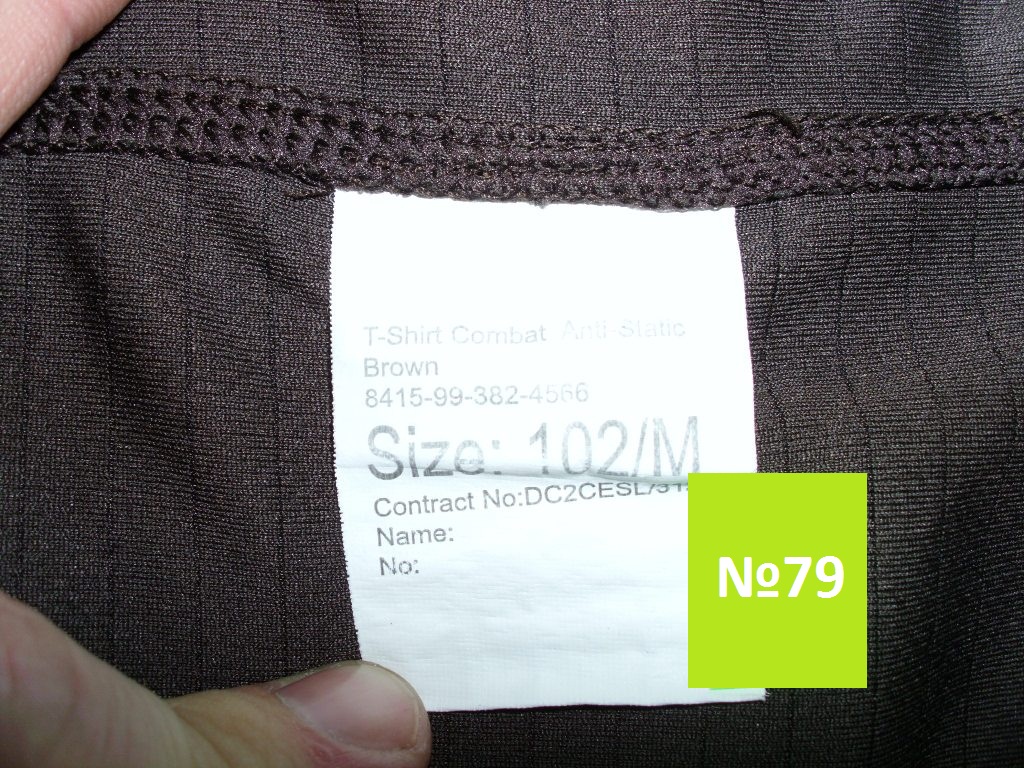 T-Shirt Combat Anti-Static
Brown
8415-99-382-4566
Size: 102/M
Contract No:DC2CESL/
Name:
No:
№79